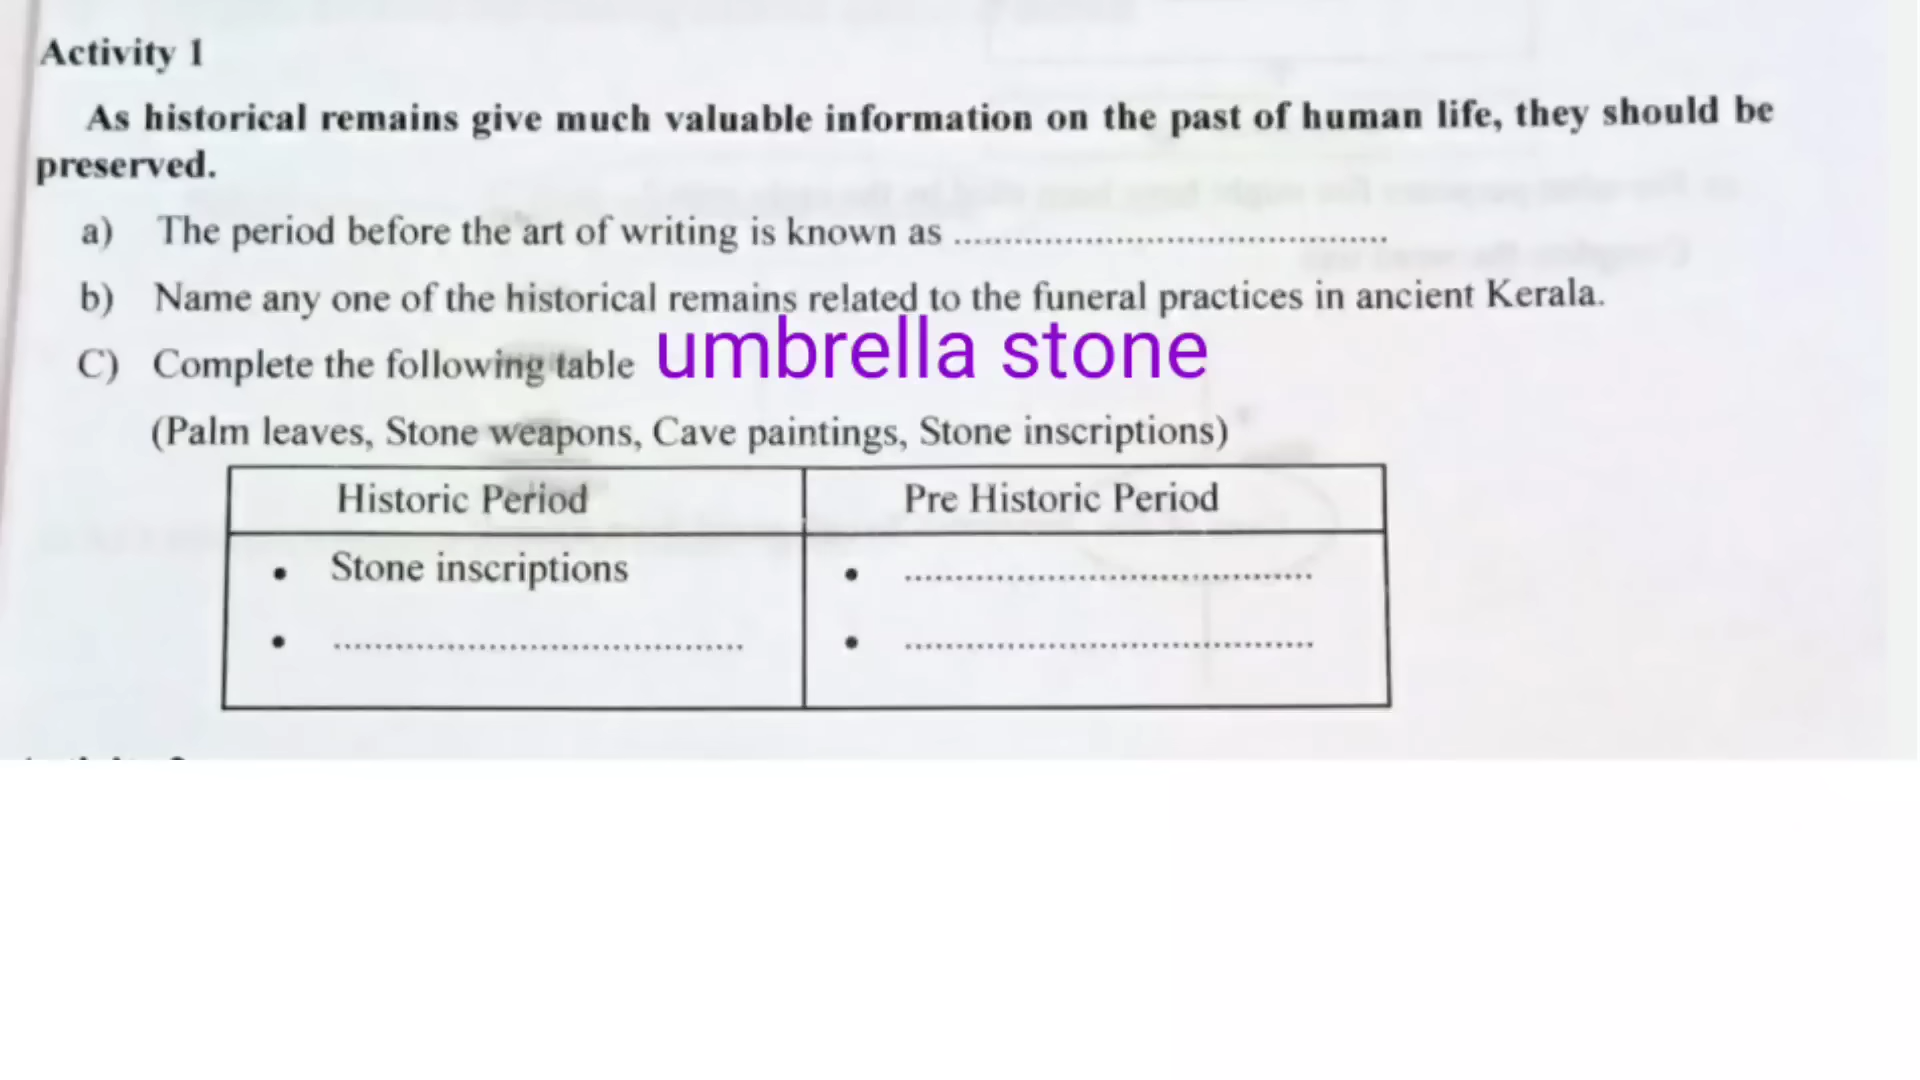 Activity 1
As historical remains give much valuable information on the past of human life, they should be
preserved.
a) The period before the art of writing is known as ............................................
b) Name any one of the historical remains related to the funeral practices in ancient Kerala.
umbrella stone
C) Complete the following table
(Palm leaves, Stone weapons, Cave paintings, Stone inscriptions)
Historic Period Pre Historic Period
• Stone inscriptions • ..........................................
• .......................................... • ..........................................